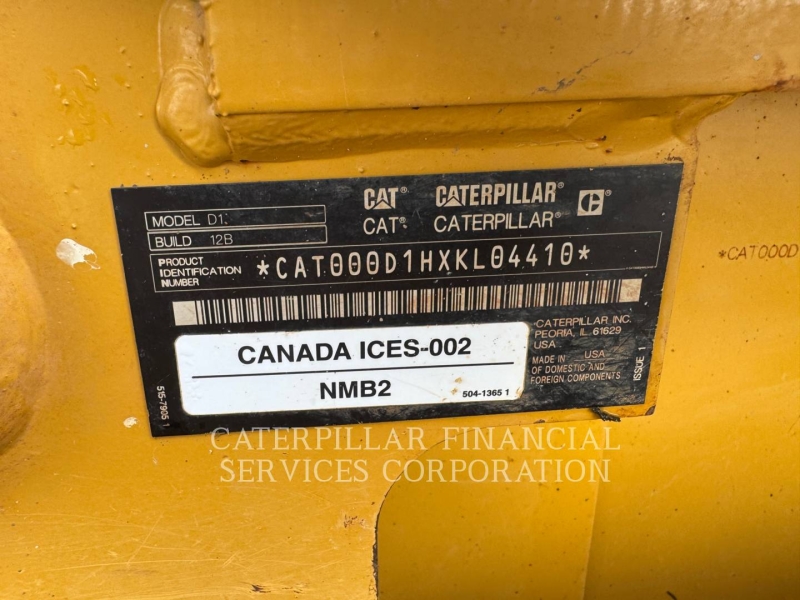 CAT® CATERPILLAR®
CAT® CATERPILLAR® C
MODEL D1
BUILD 12B
PRODUCT
IDENTIFICATION
NUMBER
*CAT000D1HXKL04410*
*CAT000D
CATERPILLAR INC.
PEORIA, IL 61629
USA
MADE IN USA
OF DOMESTIC AND
FOREIGN COMPONENTS
ISSUE 1
CANADA ICES-002
NMB2
504-1365 1
515-7905 1
CATERPILLAR FINANCIAL
SERVICES CORPORATION